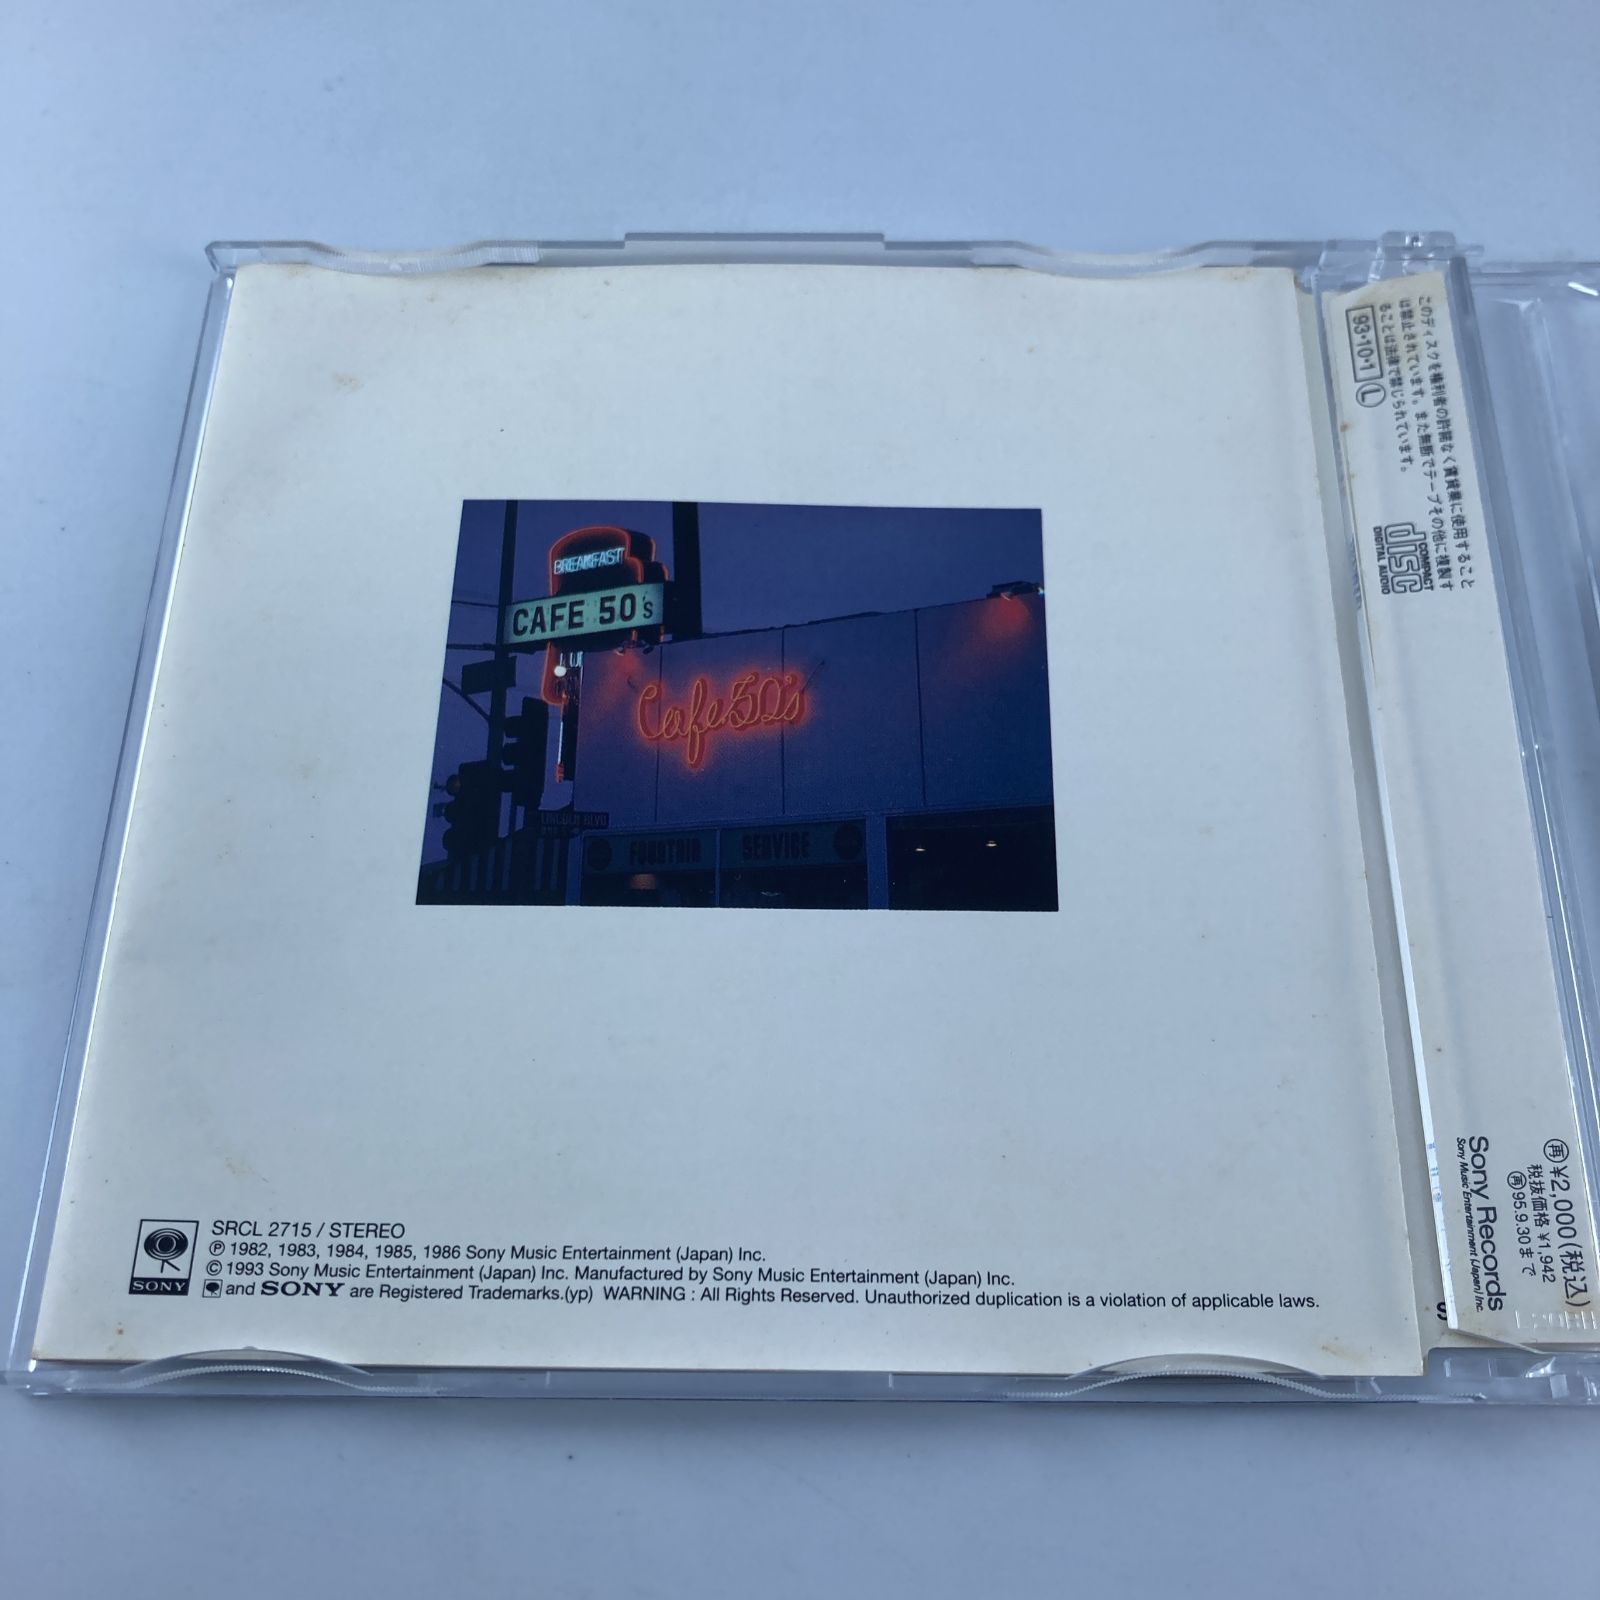 BREAKFAST
CAFE 50's
Cafe 50's
LINCOLN BLVD
FOUNTAIN SERVICE
SONY
SRCL 2715 / STEREO
Ⓟ 1982, 1983, 1984, 1985, 1986 Sony Music Entertainment (Japan) Inc.
© 1993 Sony Music Entertainment (Japan) Inc. Manufactured by Sony Music Entertainment (Japan) Inc.
and SONY are Registered Trademarks.(yp) WARNING : All Rights Reserved. Unauthorized duplication is a violation of applicable laws.
このディスクを権利者の許諾なく賃貸業に使用すること
は禁止されています。また無断でテープその他に複製す
ることは法律で禁じられています。
93・10・1 Ⓛ
COMPACT
disc
DIGITAL AUDIO
Sony Records
Sony Music Entertainment (Japan) Inc.
㊢ ¥2,000(税込)
税抜価格 ¥1,942
95.9.30まで